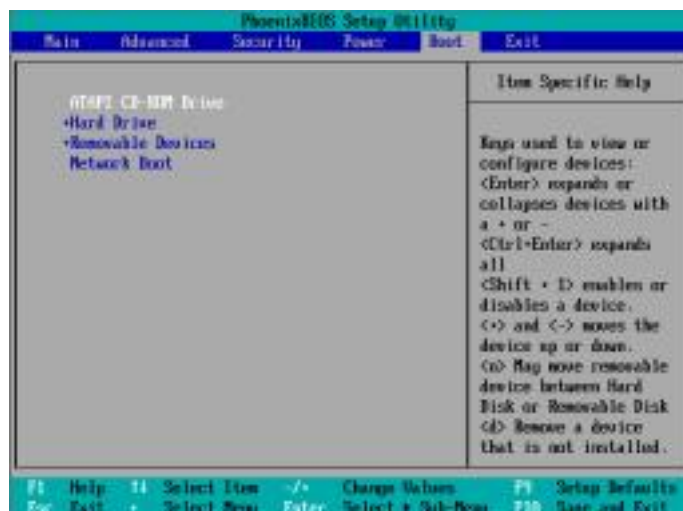 PhoenixBIOS Setup Utility
Main Advanced Security Power Boot Exit
Item Specific Help
ATAPI CD-ROM Drive
+Hard Drive
+Removable Devices
Network Boot
Keys used to view or
configure devices:
<Enter> expands or
collapses devices with
a + or -
<Ctrl+Enter> expands
all
<Shift + 1> enables or
disables a device.
<+> and <-> moves the
device up or down.
<n> May move removable
device between Hard
Disk or Removable Disk
<d> Remove a device
that is not installed.
F1 Help ↑↓ Select Item -/+ Change Values F9 Setup Defaults
Esc Exit Select Menu Enter Select ▸ Sub-Menu F10 Save and Exit